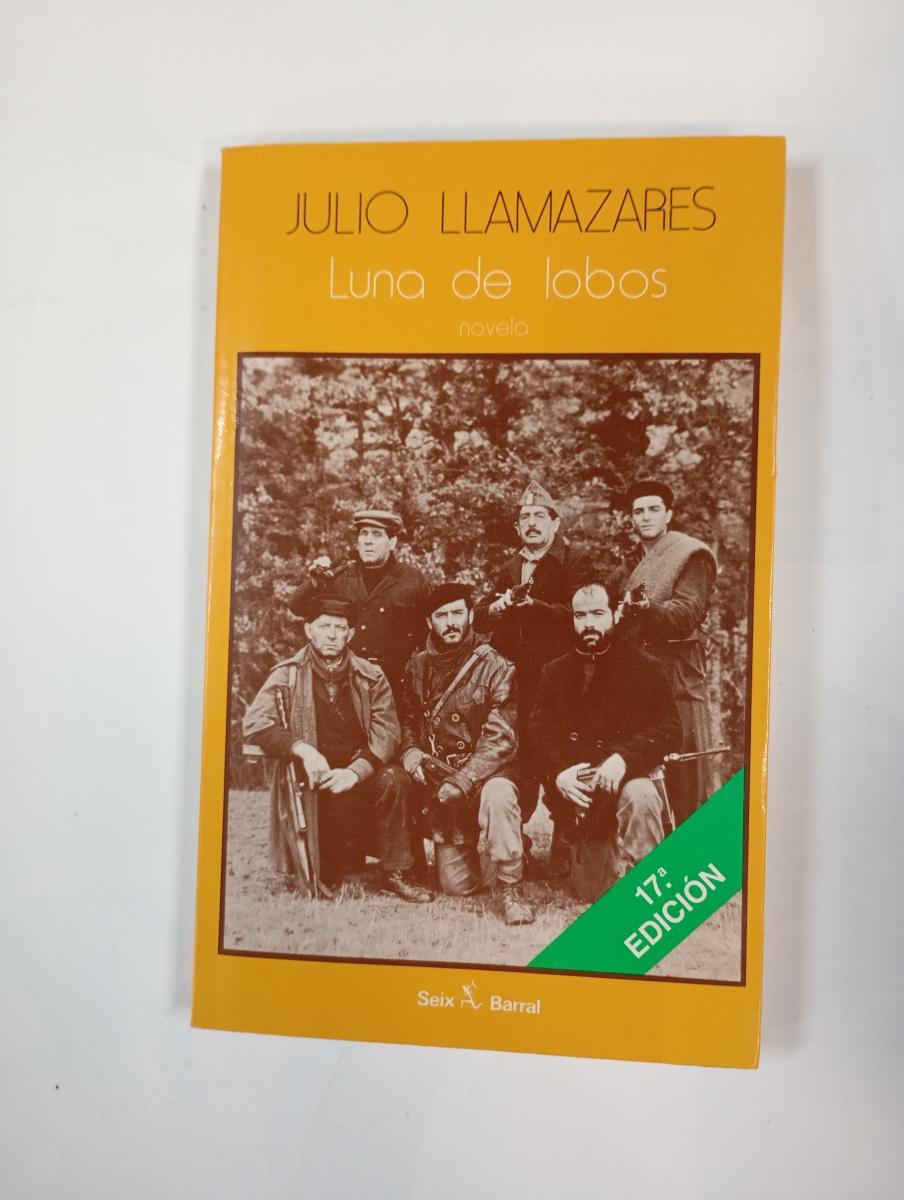 JULIO LLAMAZARES
Luna de lobos
novela
17ª.
EDICIÓN
Seix Barral